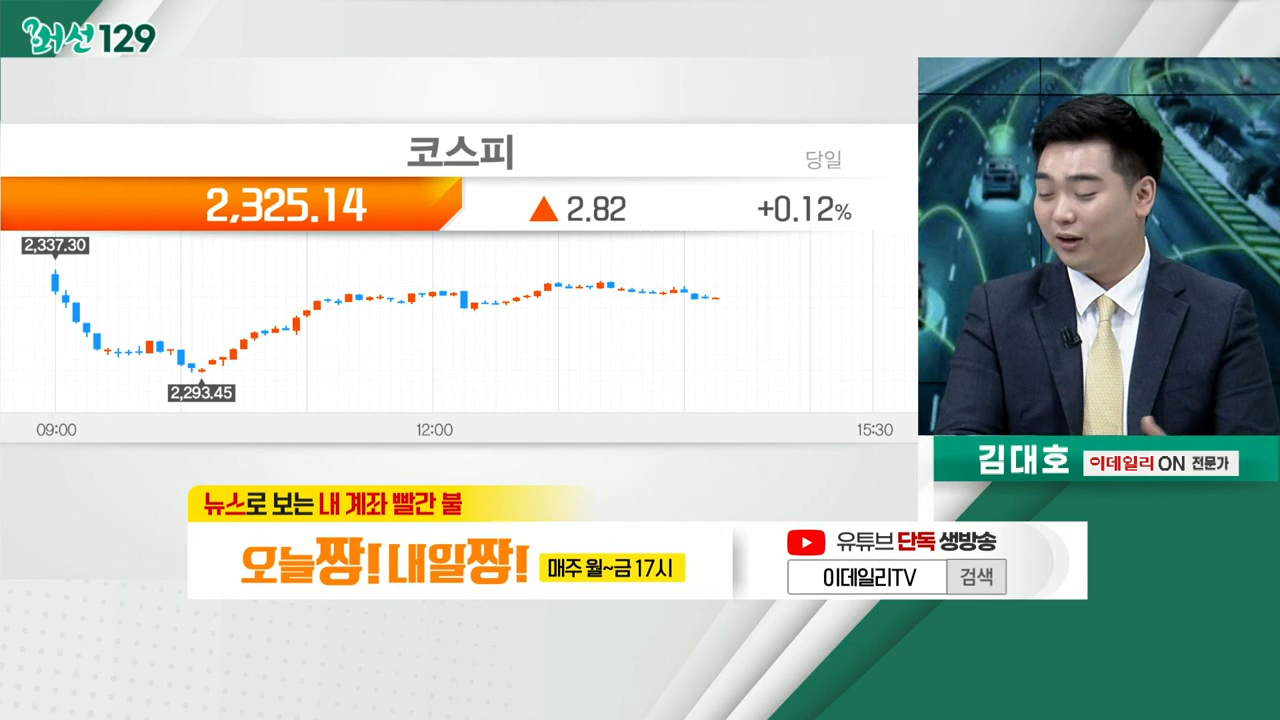 최선129
코스피
당일
2,325.14 ▲ 2.82 +0.12%
2,337.30
2,293.45
09:00 12:00 15:30
김대호 이데일리 ON 전문가
뉴스로 보는 내 계좌 빨간 불
오늘짱! 내일짱! 매주 월~금 17시
유튜브 단독 생방송
이데일리TV 검색